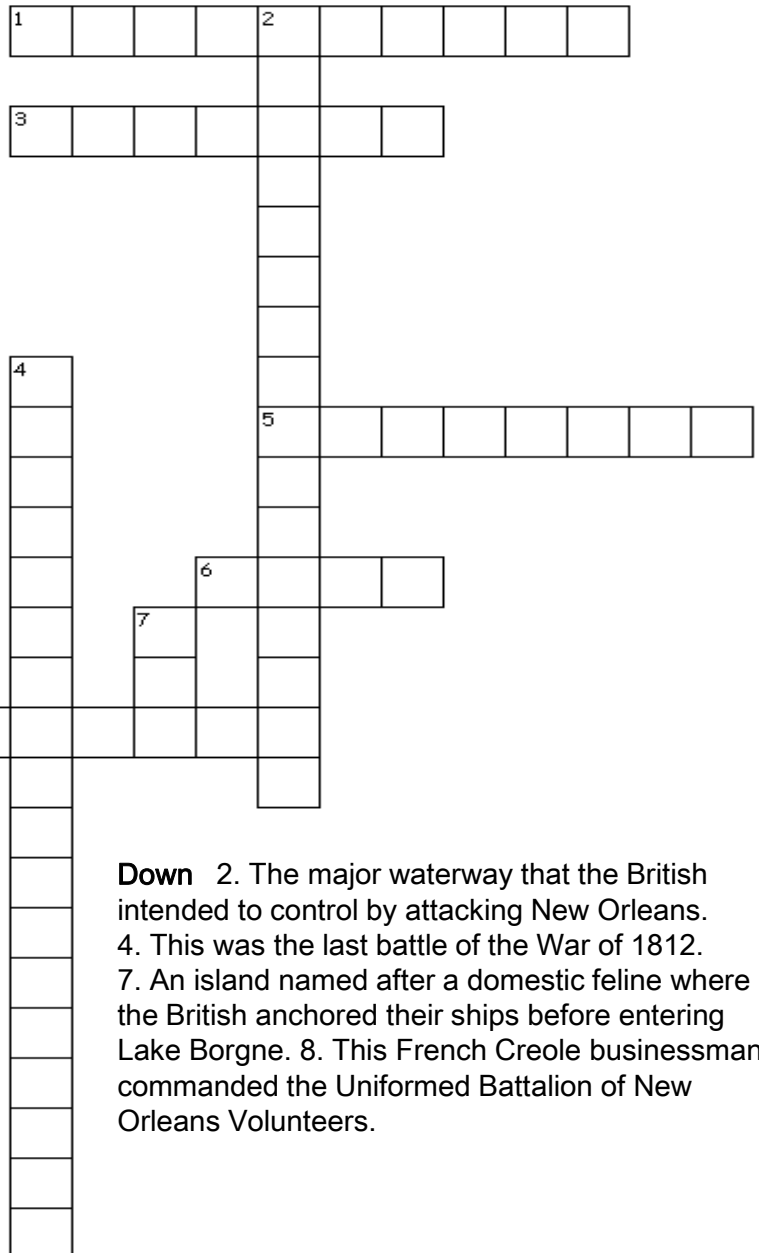 1
2
3
4
5
6
7
Down 2. The major waterway that the British
intended to control by attacking New Orleans.
4. This was the last battle of the War of 1812.
7. An island named after a domestic feline where
the British anchored their ships before entering
Lake Borgne. 8. This French Creole businessman
commanded the Uniformed Battalion of New
Orleans Volunteers.